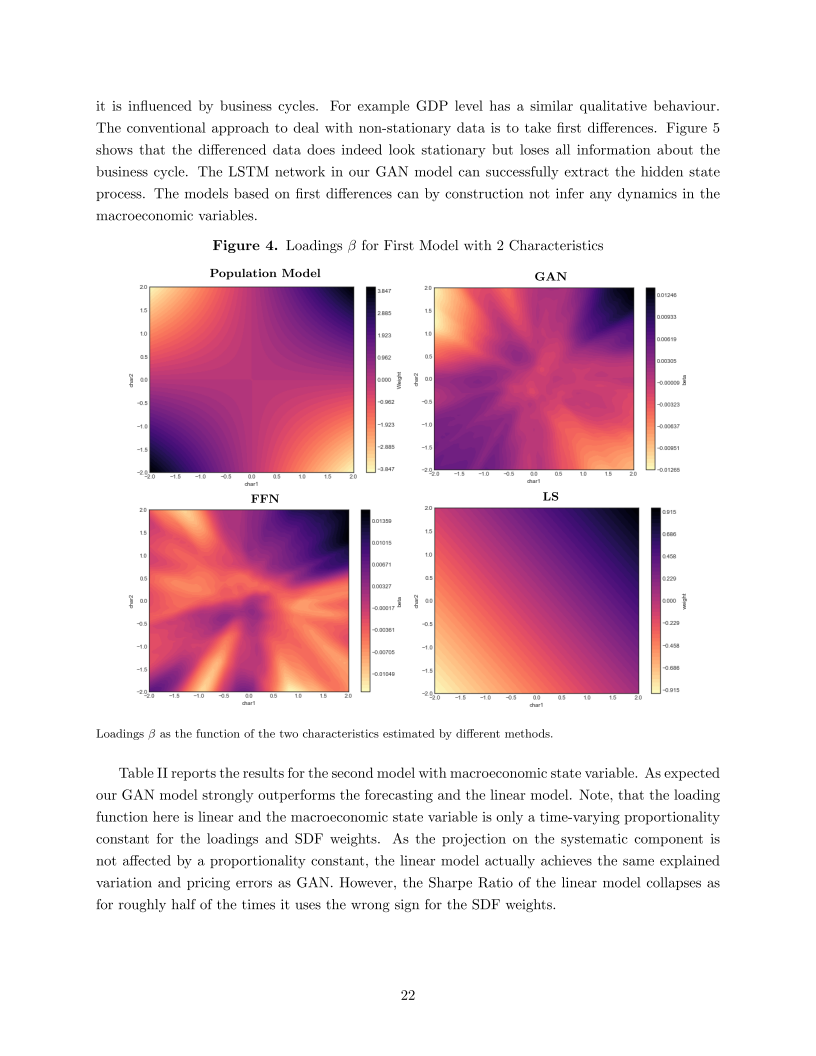 it is influenced by business cycles. For example GDP level has a similar qualitative behaviour.
The conventional approach to deal with non-stationary data is to take first differences. Figure 5
shows that the differenced data does indeed look stationary but loses all information about the
business cycle. The LSTM network in our GAN model can successfully extract the hidden state
process. The models based on first differences can by construction not infer any dynamics in the
macroeconomic variables.
Figure 4. Loadings β for First Model with 2 Characteristics
Population Model
2.0
1.5
1.0
0.5
0.0
−0.5
−1.0
−1.5
−2.0
char2
−2.0 −1.5 −1.0 −0.5 0.0 0.5 1.0 1.5 2.0
char1
3.847
2.885
1.923
0.962
0.000
−0.962
−1.923
−2.885
−3.847
Weight
GAN
2.0
1.5
1.0
0.5
0.0
−0.5
−1.0
−1.5
−2.0
char2
−2.0 −1.5 −1.0 −0.5 0.0 0.5 1.0 1.5 2.0
char1
0.01246
0.00933
0.00619
0.00305
−0.00009
−0.00323
−0.00637
−0.00951
−0.01265
beta
FFN
2.0
1.5
1.0
0.5
0.0
−0.5
−1.0
−1.5
−2.0
char2
−2.0 −1.5 −1.0 −0.5 0.0 0.5 1.0 1.5 2.0
char1
0.01359
0.01015
0.00671
0.00327
−0.00017
−0.00361
−0.00705
−0.01049
beta
LS
2.0
1.5
1.0
0.5
0.0
−0.5
−1.0
−1.5
−2.0
char2
−2.0 −1.5 −1.0 −0.5 0.0 0.5 1.0 1.5 2.0
char1
0.915
0.686
0.458
0.229
0.000
−0.229
−0.458
−0.686
−0.915
weight
Loadings β as the function of the two characteristics estimated by different methods.
Table II reports the results for the second model with macroeconomic state variable. As expected
our GAN model strongly outperforms the forecasting and the linear model. Note, that the loading
function here is linear and the macroeconomic state variable is only a time-varying proportionality
constant for the loadings and SDF weights. As the projection on the systematic component is
not affected by a proportionality constant, the linear model actually achieves the same explained
variation and pricing errors as GAN. However, the Sharpe Ratio of the linear model collapses as
for roughly half of the times it uses the wrong sign for the SDF weights.
22